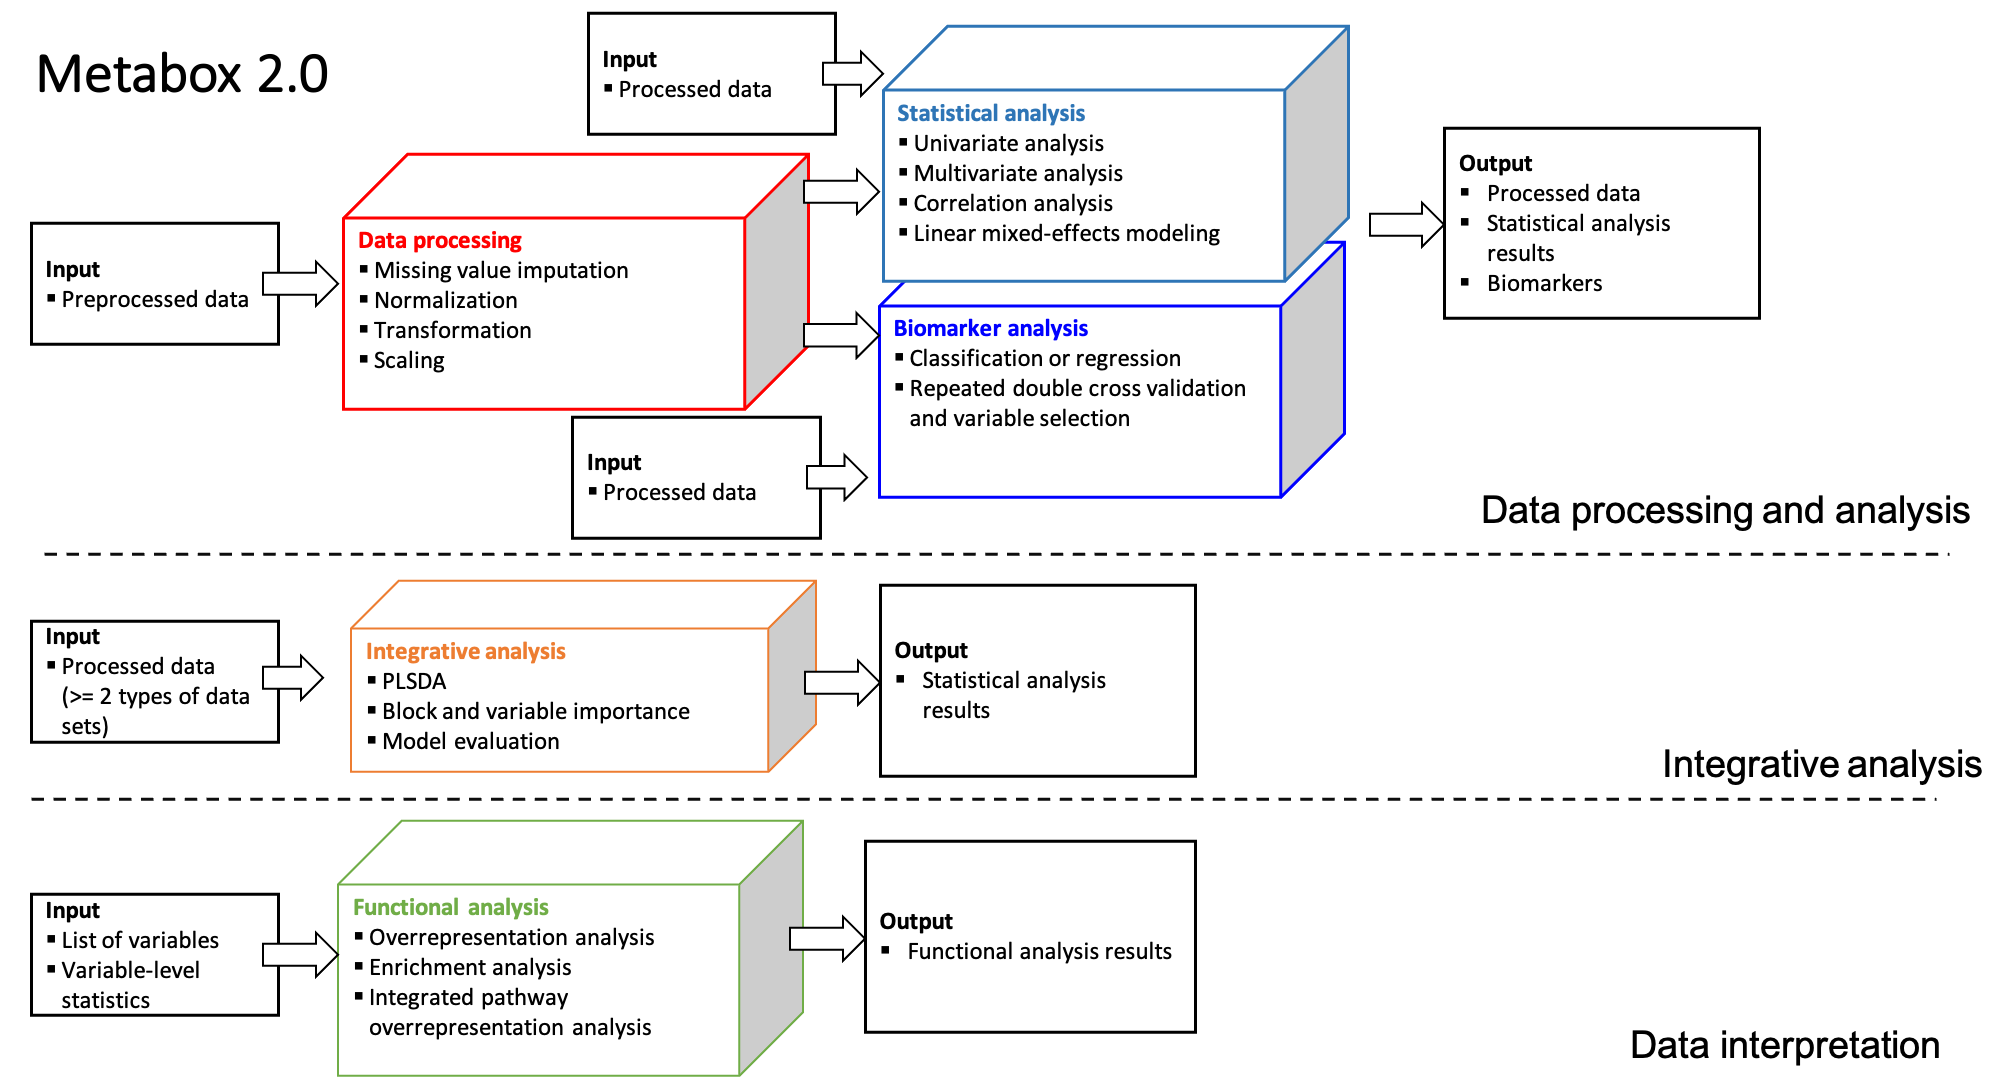 Metabox 2.0
Input
▪ Processed data
Statistical analysis
▪ Univariate analysis
▪ Multivariate analysis
▪ Correlation analysis
▪ Linear mixed-effects modeling
Output
▪ Processed data
▪ Statistical analysis
results
▪ Biomarkers
Input
▪ Preprocessed data
Data processing
▪ Missing value imputation
▪ Normalization
▪ Transformation
▪ Scaling
Biomarker analysis
▪ Classification or regression
▪ Repeated double cross validation
and variable selection
Input
▪ Processed data
Data processing and analysis
Input
▪ Processed data
(>= 2 types of data
sets)
Integrative analysis
▪ PLSDA
▪ Block and variable importance
▪ Model evaluation
Output
▪ Statistical analysis
results
Integrative analysis
Input
▪ List of variables
▪ Variable-level
statistics
Functional analysis
▪ Overrepresentation analysis
▪ Enrichment analysis
▪ Integrated pathway
overrepresentation analysis
Output
▪ Functional analysis results
Data interpretation